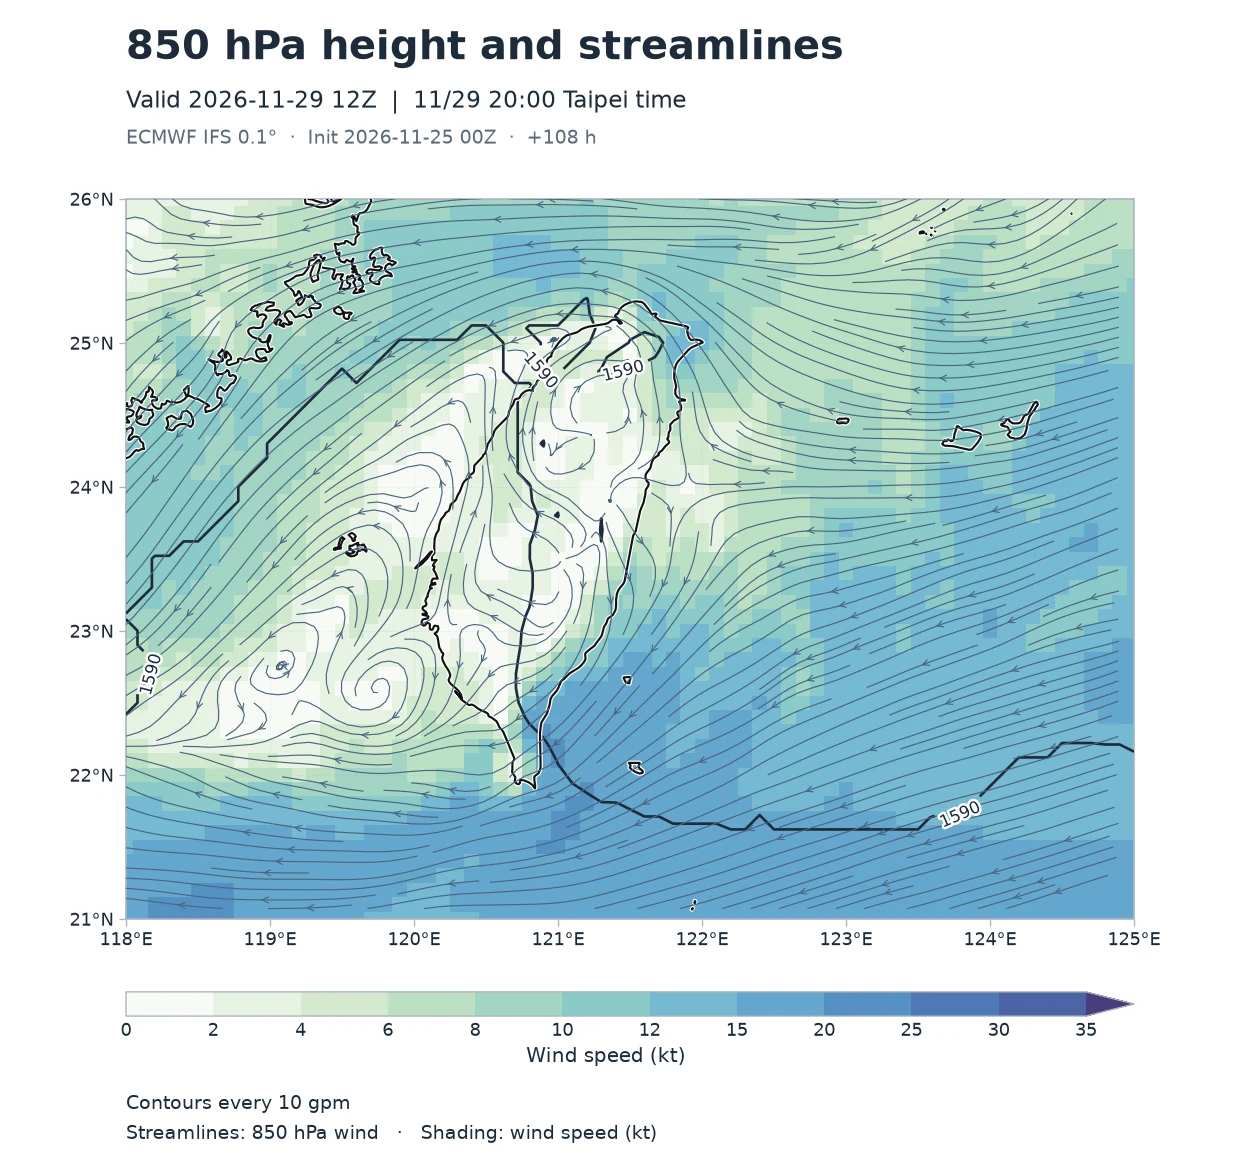 850 hPa height and streamlines
Valid 2026-11-29 12Z | 11/29 20:00 Taipei time
ECMWF IFS 0.1° · Init 2026-11-25 00Z · +108 h
26°N
25°N
24°N
23°N
22°N
21°N
1590
1590
1590
1590
118°E 119°E 120°E 121°E 122°E 123°E 124°E 125°E
0 2 4 6 8 10 12 15 20 25 30 35
Wind speed (kt)
Contours every 10 gpm
Streamlines: 850 hPa wind · Shading: wind speed (kt)